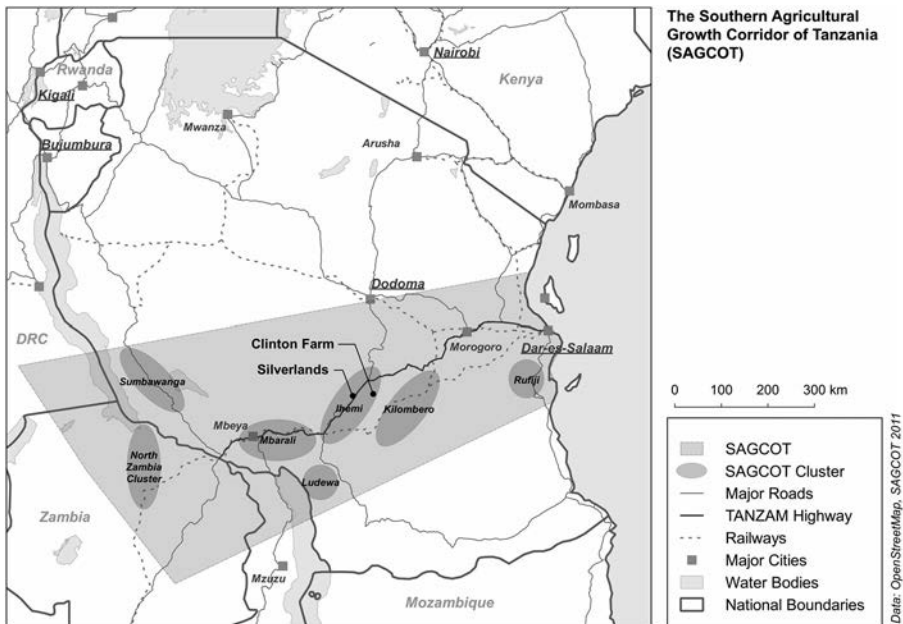 The Southern Agricultural
Growth Corridor of Tanzania
(SAGCOT)
Nairobi
Rwanda
Kenya
Kigali
Mwanza
Bujumbura
Arusha
Mombasa
Dodoma
DRC
Clinton Farm
Morogoro
Dar-es-Salaam
Silverlands
Sumbawanga
Rufiji
Ihemi
Kilombero
Mbeya
Mbarali
North
Zambia
Cluster
Ludewa
Zambia
Mzuzu
Mozambique
0 100 200 300 km
SAGCOT
SAGCOT Cluster
Major Roads
TANZAM Highway
Railways
Major Cities
Water Bodies
National Boundaries
Data: OpenStreetMap, SAGCOT 2011